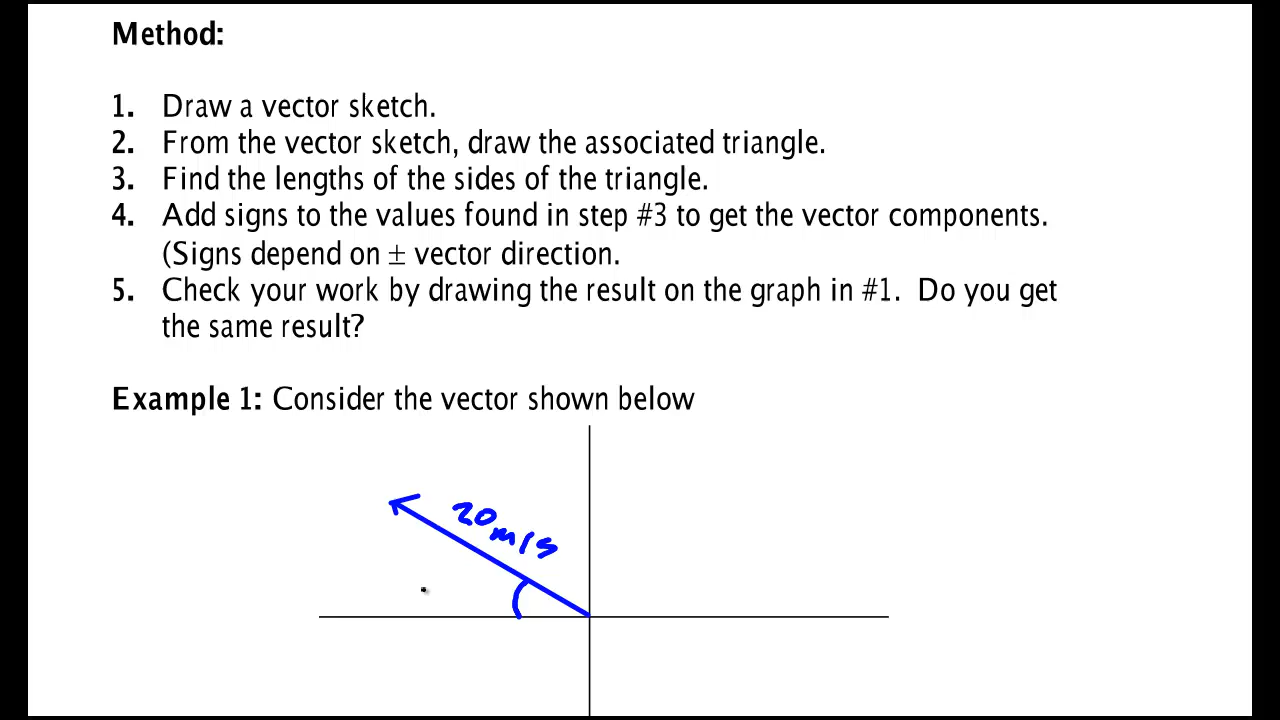 Method:
1. Draw a vector sketch.
2. From the vector sketch, draw the associated triangle.
3. Find the lengths of the sides of the triangle.
4. Add signs to the values found in step #3 to get the vector components.
(Signs depend on ± vector direction.
5. Check your work by drawing the result on the graph in #1.  Do you get
the same result?
Example 1: Consider the vector shown below
20m/s